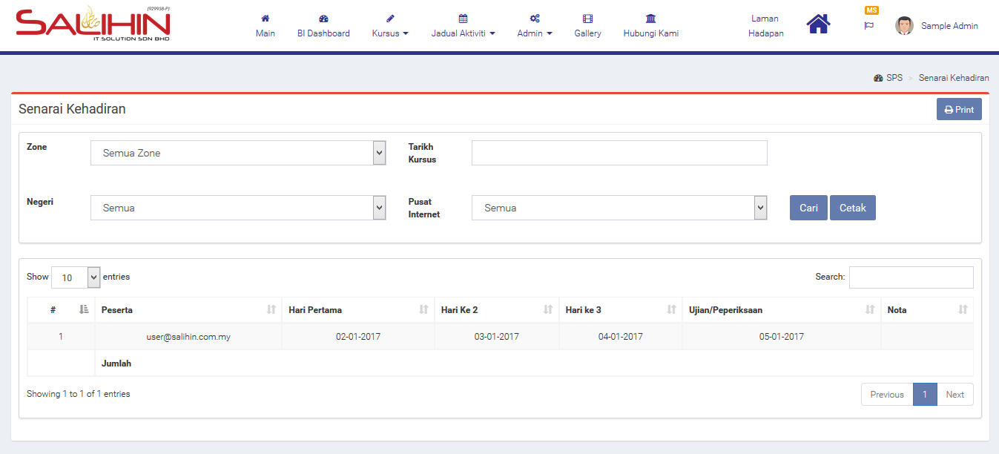 (929958-P)
SALIHIN
IT SOLUTION SDN BHD
Main
BI Dashboard
Kursus
Jadual Aktiviti
Admin
Gallery
Hubungi Kami
Laman
Hadapan
MS
Sample Admin
SPS > Senarai Kehadiran
Senarai Kehadiran
Print
Zone
Semua Zone
Tarikh
Kursus
Negeri
Semua
Pusat
Internet
Semua
Cari
Cetak
Show 10 entries
Search:
# Peserta Hari Pertama Hari Ke 2 Hari ke 3 Ujian/Peperiksaan Nota
1 user@salihin.com.my 02-01-2017 03-01-2017 04-01-2017 05-01-2017
Jumlah
Showing 1 to 1 of 1 entries
Previous 1 Next